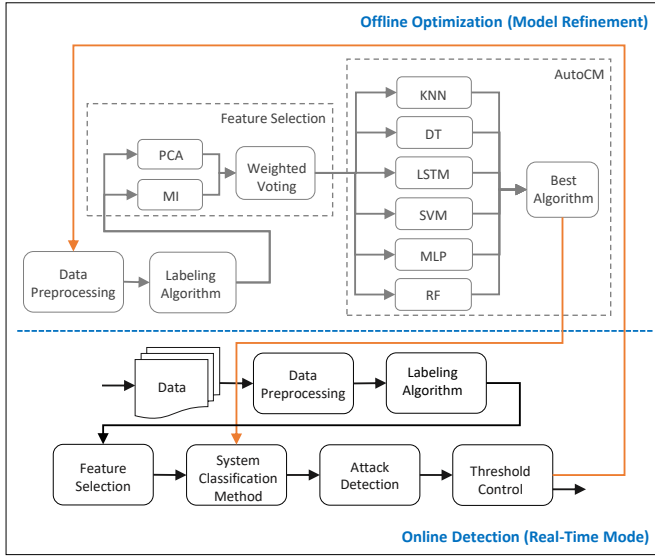 Offline Optimization (Model Refinement)
AutoCM
Feature Selection
PCA
MI
Weighted
Voting
KNN
DT
LSTM
SVM
MLP
RF
Best
Algorithm
Data
Preprocessing
Labeling
Algorithm
Data
Data
Preprocessing
Labeling
Algorithm
Feature
Selection
System
Classification
Method
Attack
Detection
Threshold
Control
Online Detection (Real-Time Mode)